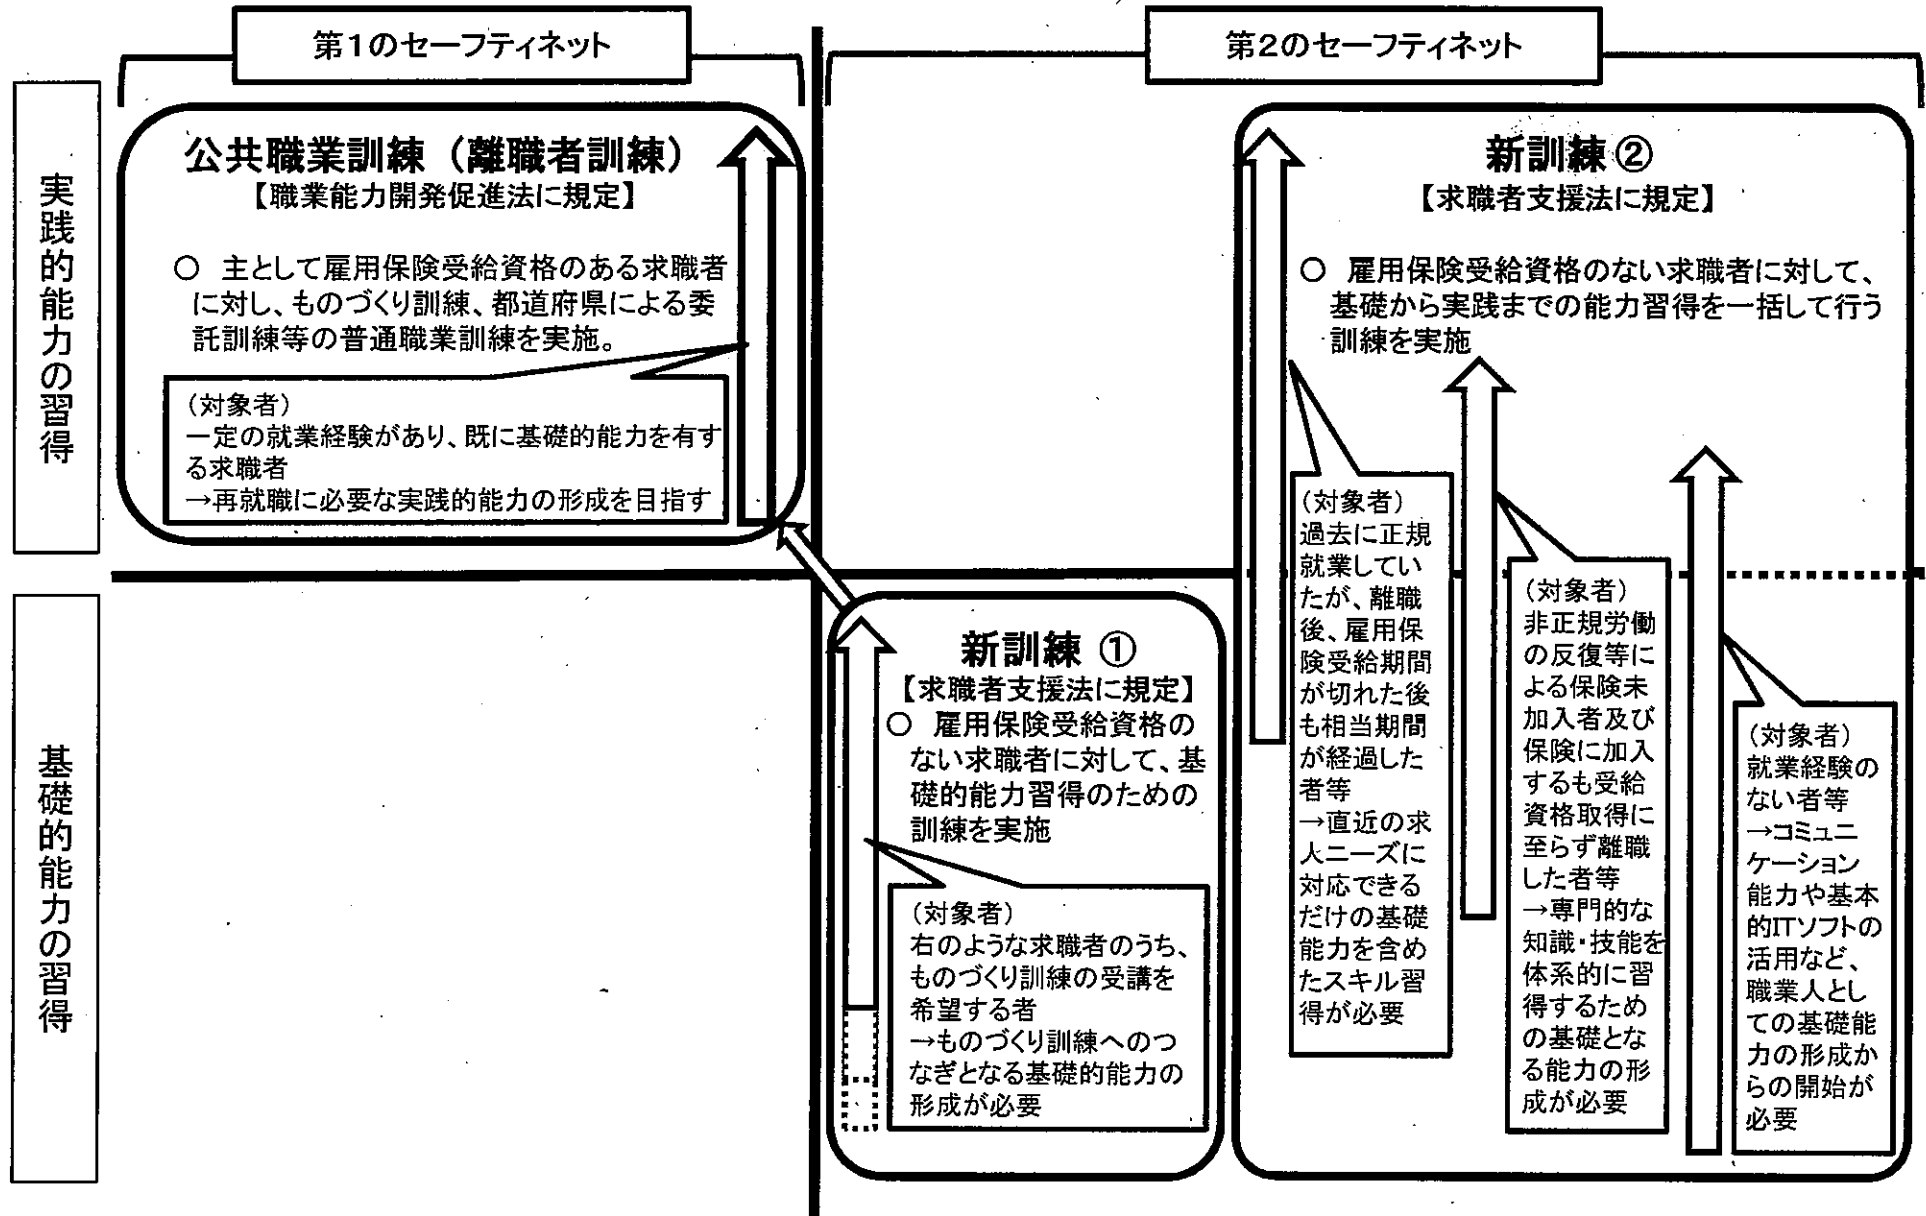 第1のセーフティネット
第2のセーフティネット
実践的能力の習得
公共職業訓練（離職者訓練）
【職業能力開発促進法に規定】
○ 主として雇用保険受給資格のある求職者
に対し、ものづくり訓練、都道府県による委
託訓練等の普通職業訓練を実施。
（対象者）
一定の就業経験があり、既に基礎的能力を有す
る求職者
→再就職に必要な実践的能力の形成を目指す
新訓練②
【求職者支援法に規定】
○ 雇用保険受給資格のない求職者に対して、
基礎から実践までの能力習得を一括して行う
訓練を実施
（対象者）
過去に正規
就業してい
たが、離職
後、雇用保
険受給期間
が切れた後
も相当期間
が経過した
者等
→直近の求
人ニーズに
対応できる
だけの基礎
能力を含め
たスキル習
得が必要
（対象者）
非正規労働
の反復等に
よる保険未
加入者及び
保険に加入
するも受給
資格取得に
至らず離職
した者等
→専門的な
知識・技能を
体系的に習
得するため
の基礎とな
る能力の形
成が必要
（対象者）
就業経験の
ない者等
→コミュニ
ケーション
能力や基本
的ITソフトの
活用など、
職業人とし
ての基礎能
力の形成か
らの開始が
必要
基礎的能力の習得
新訓練 ①
【求職者支援法に規定】
○ 雇用保険受給資格の
ない求職者に対して、基
礎的能力習得のための
訓練を実施
（対象者）
右のような求職者のうち、
ものづくり訓練の受講を
希望する者
→ものづくり訓練へのつ
なぎとなる基礎的能力の
形成が必要